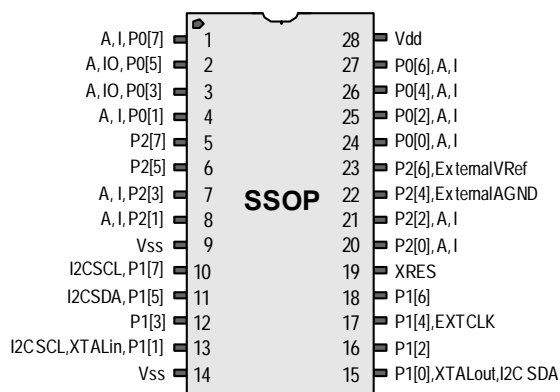 A, I, P0[7] 1 28 Vdd
A, IO, P0[5] 2 27 P0[6], A, I
A, IO, P0[3] 3 26 P0[4], A, I
A, I, P0[1] 4 25 P0[2], A, I
P2[7] 5 24 P0[0], A, I
P2[5] 6 23 P2[6], ExternalVRef
A, I, P2[3] 7 SSOP 22 P2[4], ExternalAGND
A, I, P2[1] 8 21 P2[2], A, I
Vss 9 20 P2[0], A, I
I2CSCL, P1[7] 10 19 XRES
I2CSDA, P1[5] 11 18 P1[6]
P1[3] 12 17 P1[4], EXTCLK
I2C SCL, XTALin, P1[1] 13 16 P1[2]
Vss 14 15 P1[0], XTALout, I2C SDA